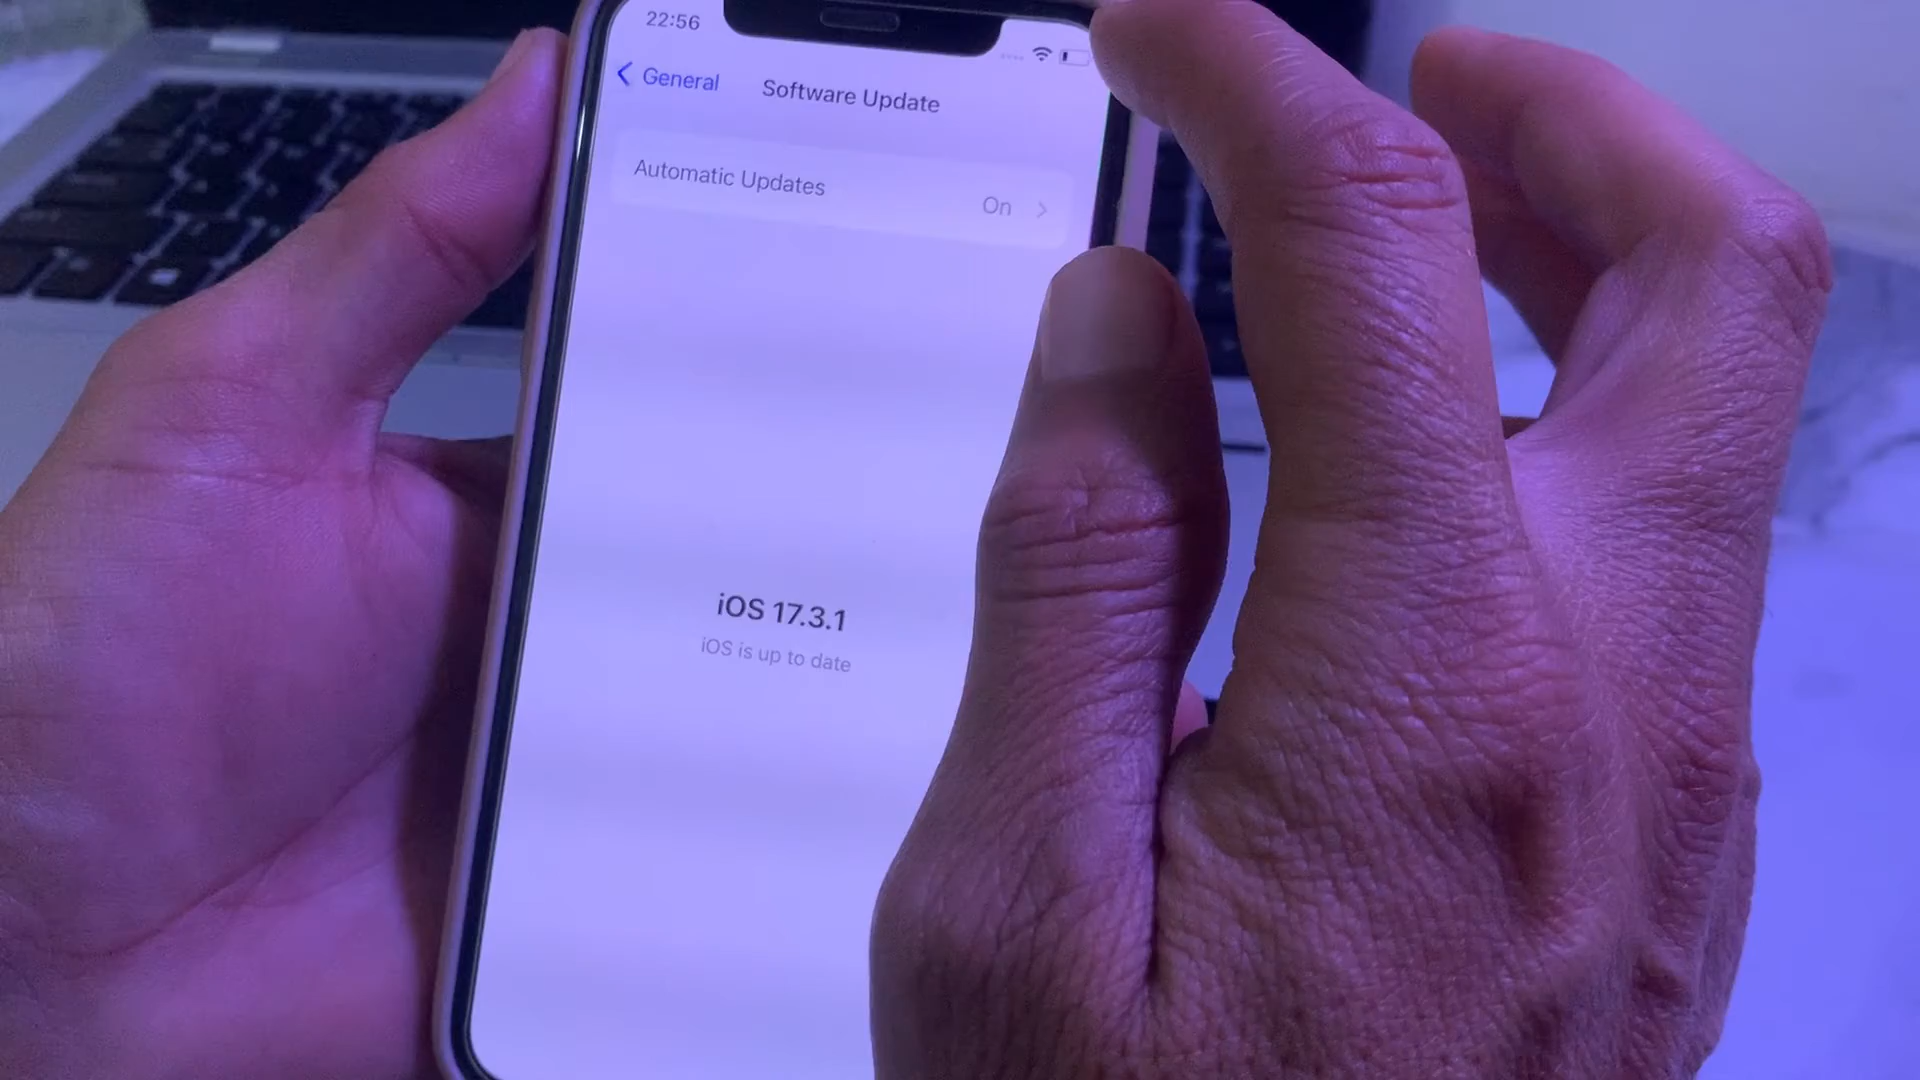 22:56
General
Software Update
Automatic Updates
On
iOS 17.3.1
iOS is up to date